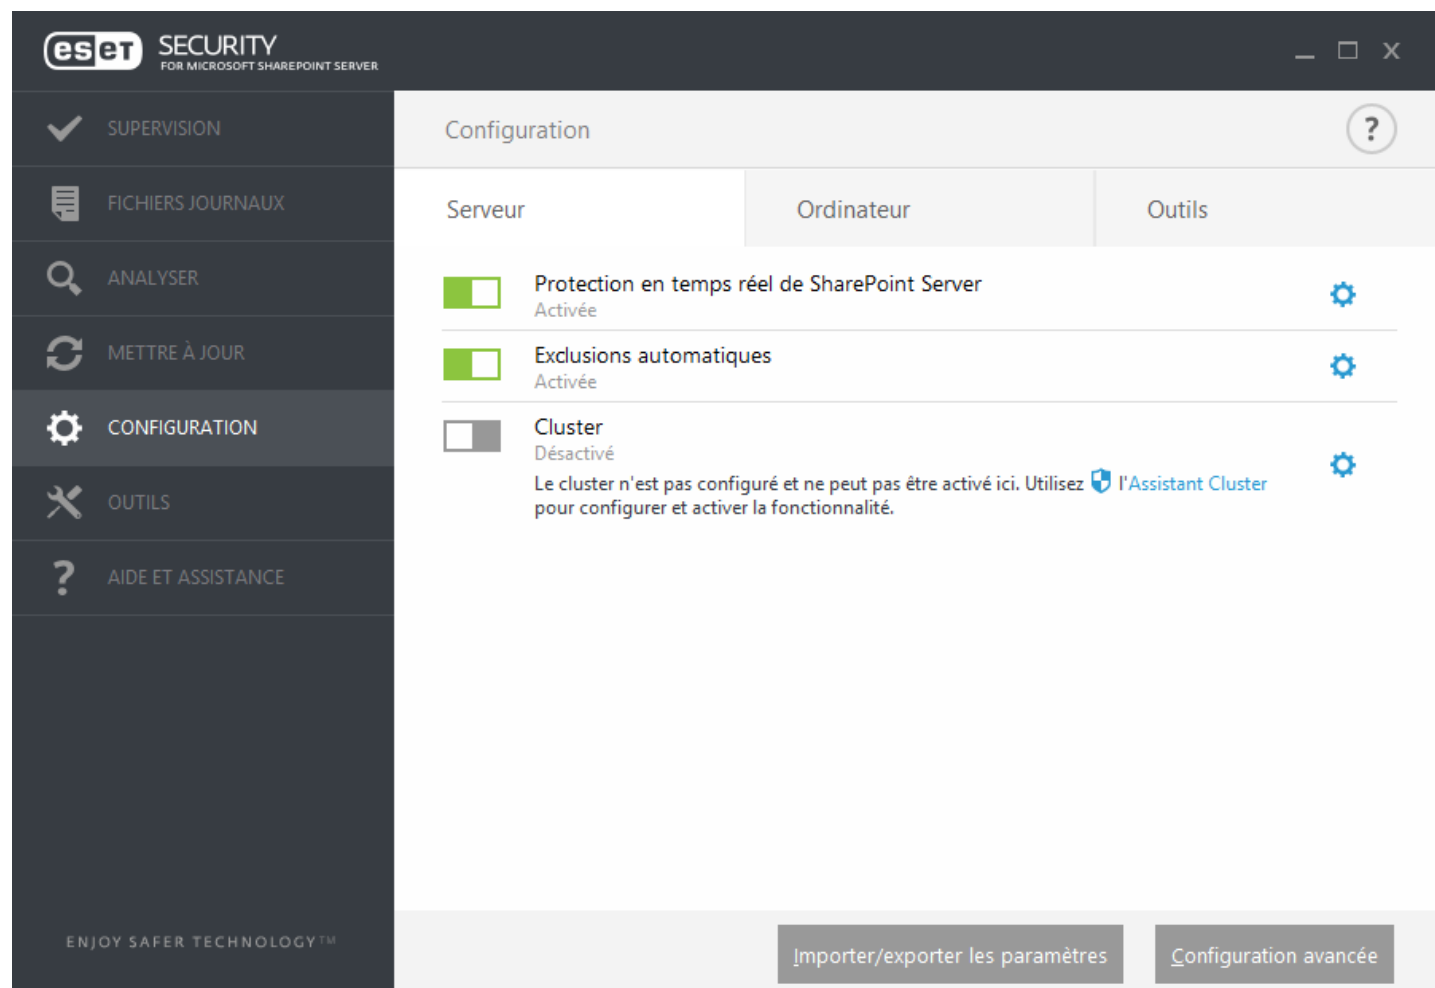 eset SECURITY
FOR MICROSOFT SHAREPOINT SERVER
SUPERVISION
FICHIERS JOURNAUX
ANALYSER
METTRE À JOUR
CONFIGURATION
OUTILS
AIDE ET ASSISTANCE
ENJOY SAFER TECHNOLOGY™
Configuration
?
Serveur
Ordinateur
Outils
Protection en temps réel de SharePoint Server
Activée
Exclusions automatiques
Activée
Cluster
Désactivé
Le cluster n'est pas configuré et ne peut pas être activé ici. Utilisez l'Assistant Cluster
pour configurer et activer la fonctionnalité.
Importer/exporter les paramètres
Configuration avancée